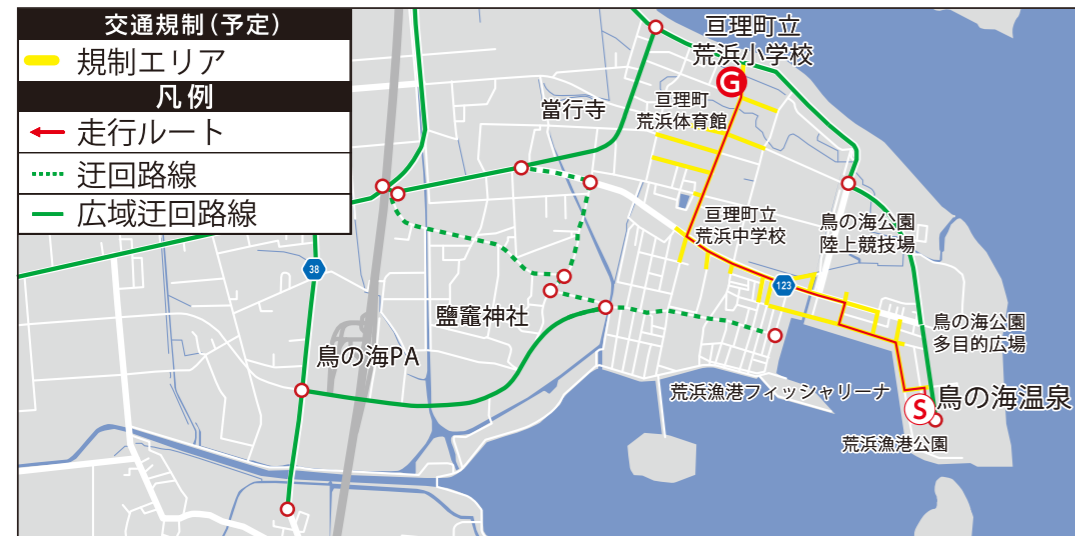 交通規制(予定)
規制エリア
凡例
走行ルート
迂回路線
広域迂回路線
亘理町立
荒浜小学校
G
亘理町
荒浜体育館
當行寺
亘理町立
荒浜中学校
鳥の海公園
陸上競技場
38
123
鹽竈神社
鳥の海公園
多目的広場
鳥の海PA
荒浜漁港フィッシャリーナ
S
鳥の海温泉
荒浜漁港公園